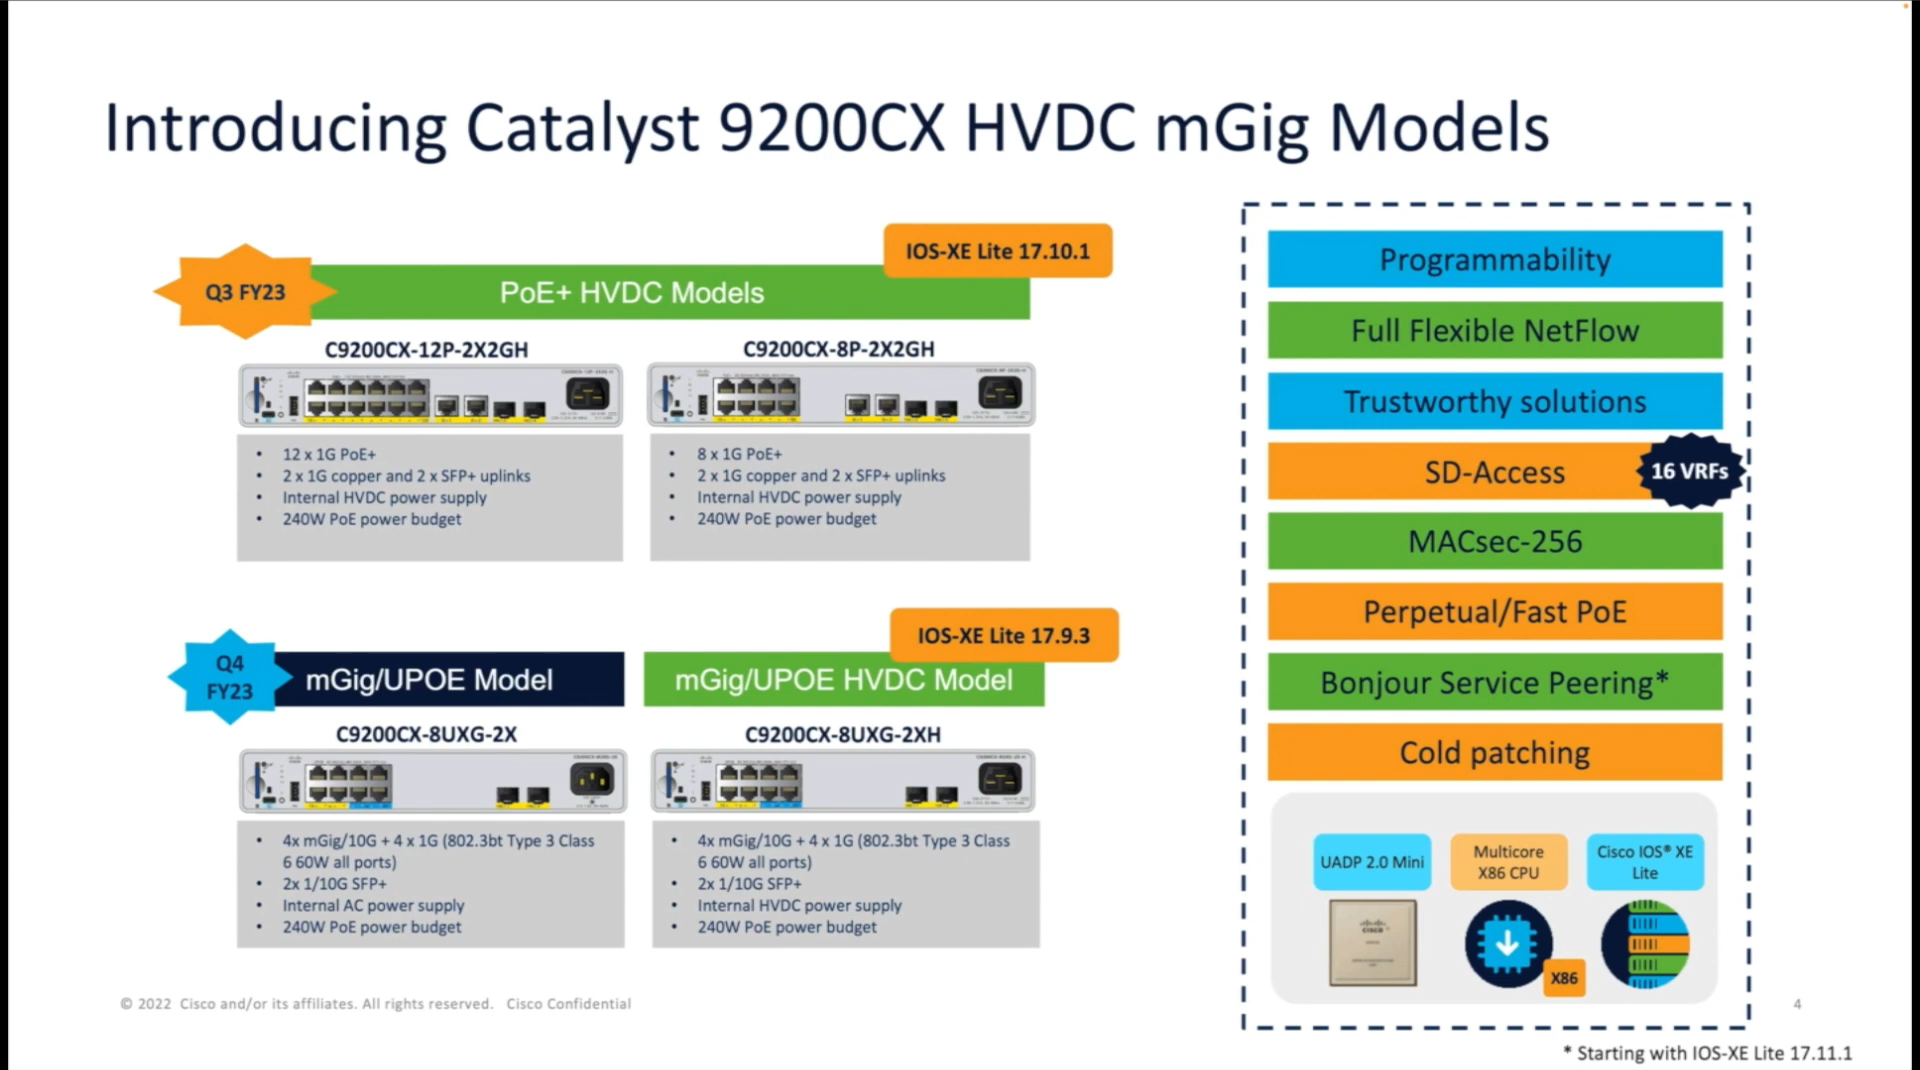 Introducing Catalyst 9200CX HVDC mGig Models
IOS-XE Lite 17.10.1
Q3 FY23
PoE+ HVDC Models
C9200CX-12P-2X2GH
• 12 x 1G PoE+
• 2 x 1G copper and 2 x SFP+ uplinks
• Internal HVDC power supply
• 240W PoE power budget
C9200CX-8P-2X2GH
• 8 x 1G PoE+
• 2 x 1G copper and 2 x SFP+ uplinks
• Internal HVDC power supply
• 240W PoE power budget
IOS-XE Lite 17.9.3
Q4
FY23
mGig/UPOE Model
C9200CX-8UXG-2X
• 4x mGig/10G + 4 x 1G (802.3bt Type 3 Class
6 60W all ports)
• 2x 1/10G SFP+
• Internal AC power supply
• 240W PoE power budget
mGig/UPOE HVDC Model
C9200CX-8UXG-2XH
• 4x mGig/10G + 4 x 1G (802.3bt Type 3 Class
6 60W all ports)
• 2x 1/10G SFP+
• Internal HVDC power supply
• 240W PoE power budget
Programmability
Full Flexible NetFlow
Trustworthy solutions
SD-Access
16 VRFs
MACsec-256
Perpetual/Fast PoE
Bonjour Service Peering*
Cold patching
UADP 2.0 Mini
Multicore
X86 CPU
Cisco IOS® XE
Lite
CISCO
X86
© 2022 Cisco and/or its affiliates. All rights reserved. Cisco Confidential
4
* Starting with IOS-XE Lite 17.11.1